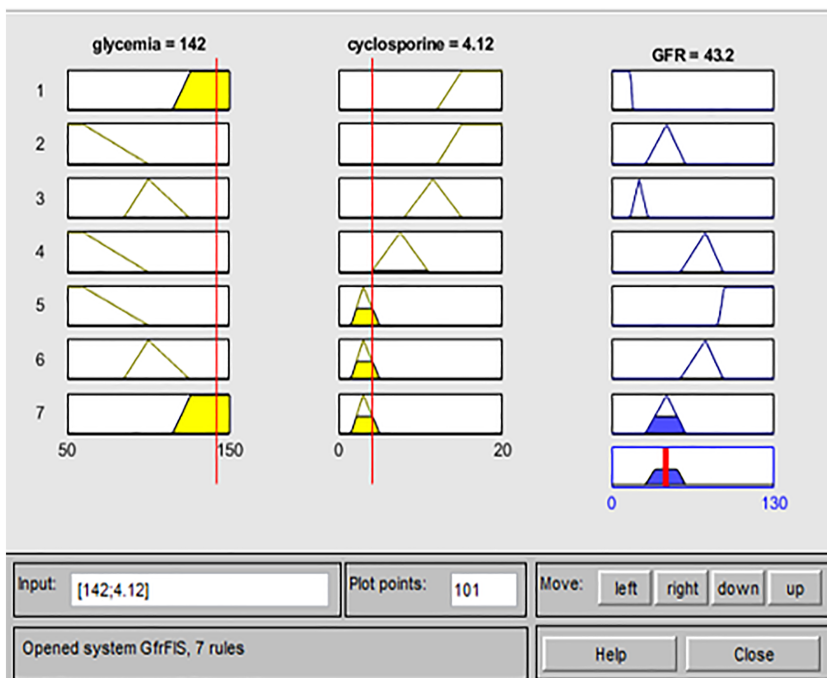 glycemia = 142
cyclosporine = 4.12
GFR = 43.2
1
2
3
4
5
6
7
50
150
0
20
0
130
Input:
[142;4.12]
Plot points:
101
Move:
left
right
down
up
Opened system GfrFIS, 7 rules
Help
Close